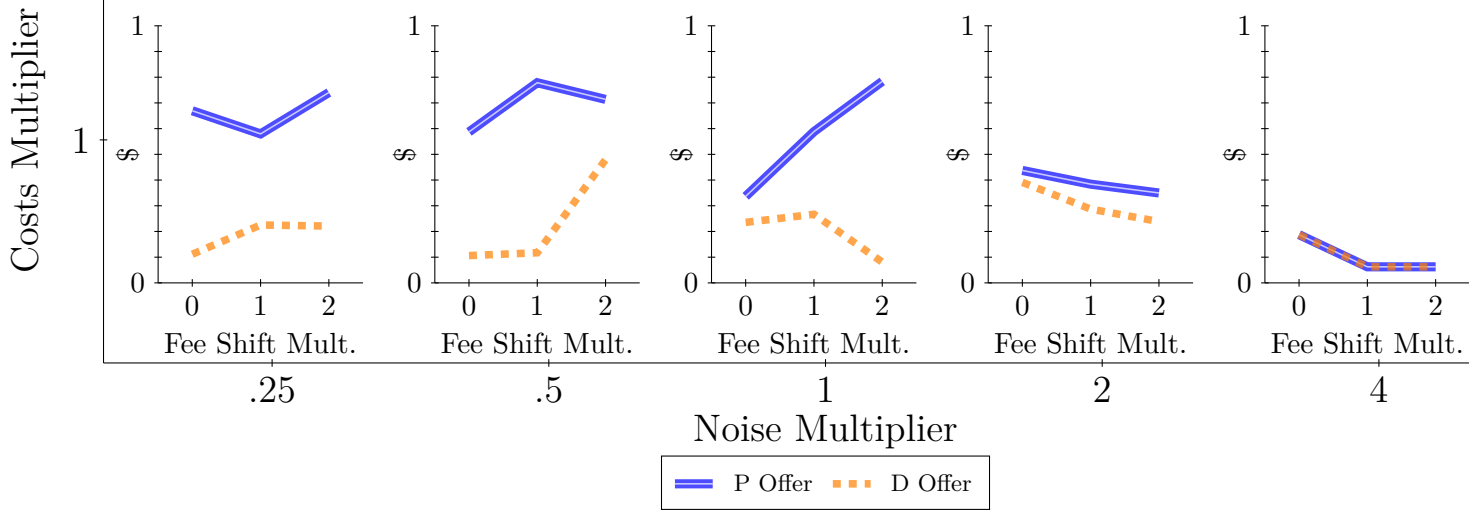 Costs Multiplier
1
1
0
$
0 1 2
Fee Shift Mult.
1
0
$
0 1 2
Fee Shift Mult.
1
0
$
0 1 2
Fee Shift Mult.
1
0
$
0 1 2
Fee Shift Mult.
1
0
$
0 1 2
Fee Shift Mult.
.25 .5 1 2 4
Noise Multiplier
P Offer D Offer